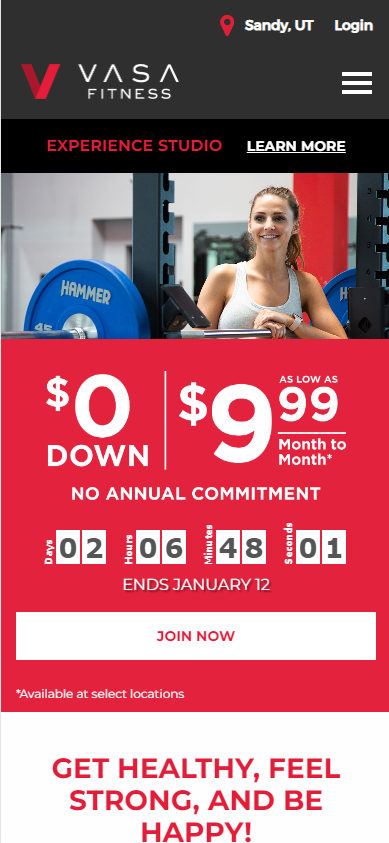 Sandy, UT Login
VASA
FITNESS
EXPERIENCE STUDIO LEARN MORE
HAMMER
45
H
$0
DOWN
$9
AS LOW AS
99
Month to
Month*
NO ANNUAL COMMITMENT
Days 02 Hours 06 Minutes 48 Seconds 01
ENDS JANUARY 12
JOIN NOW
*Available at select locations
GET HEALTHY, FEEL
STRONG, AND BE
HAPPY!